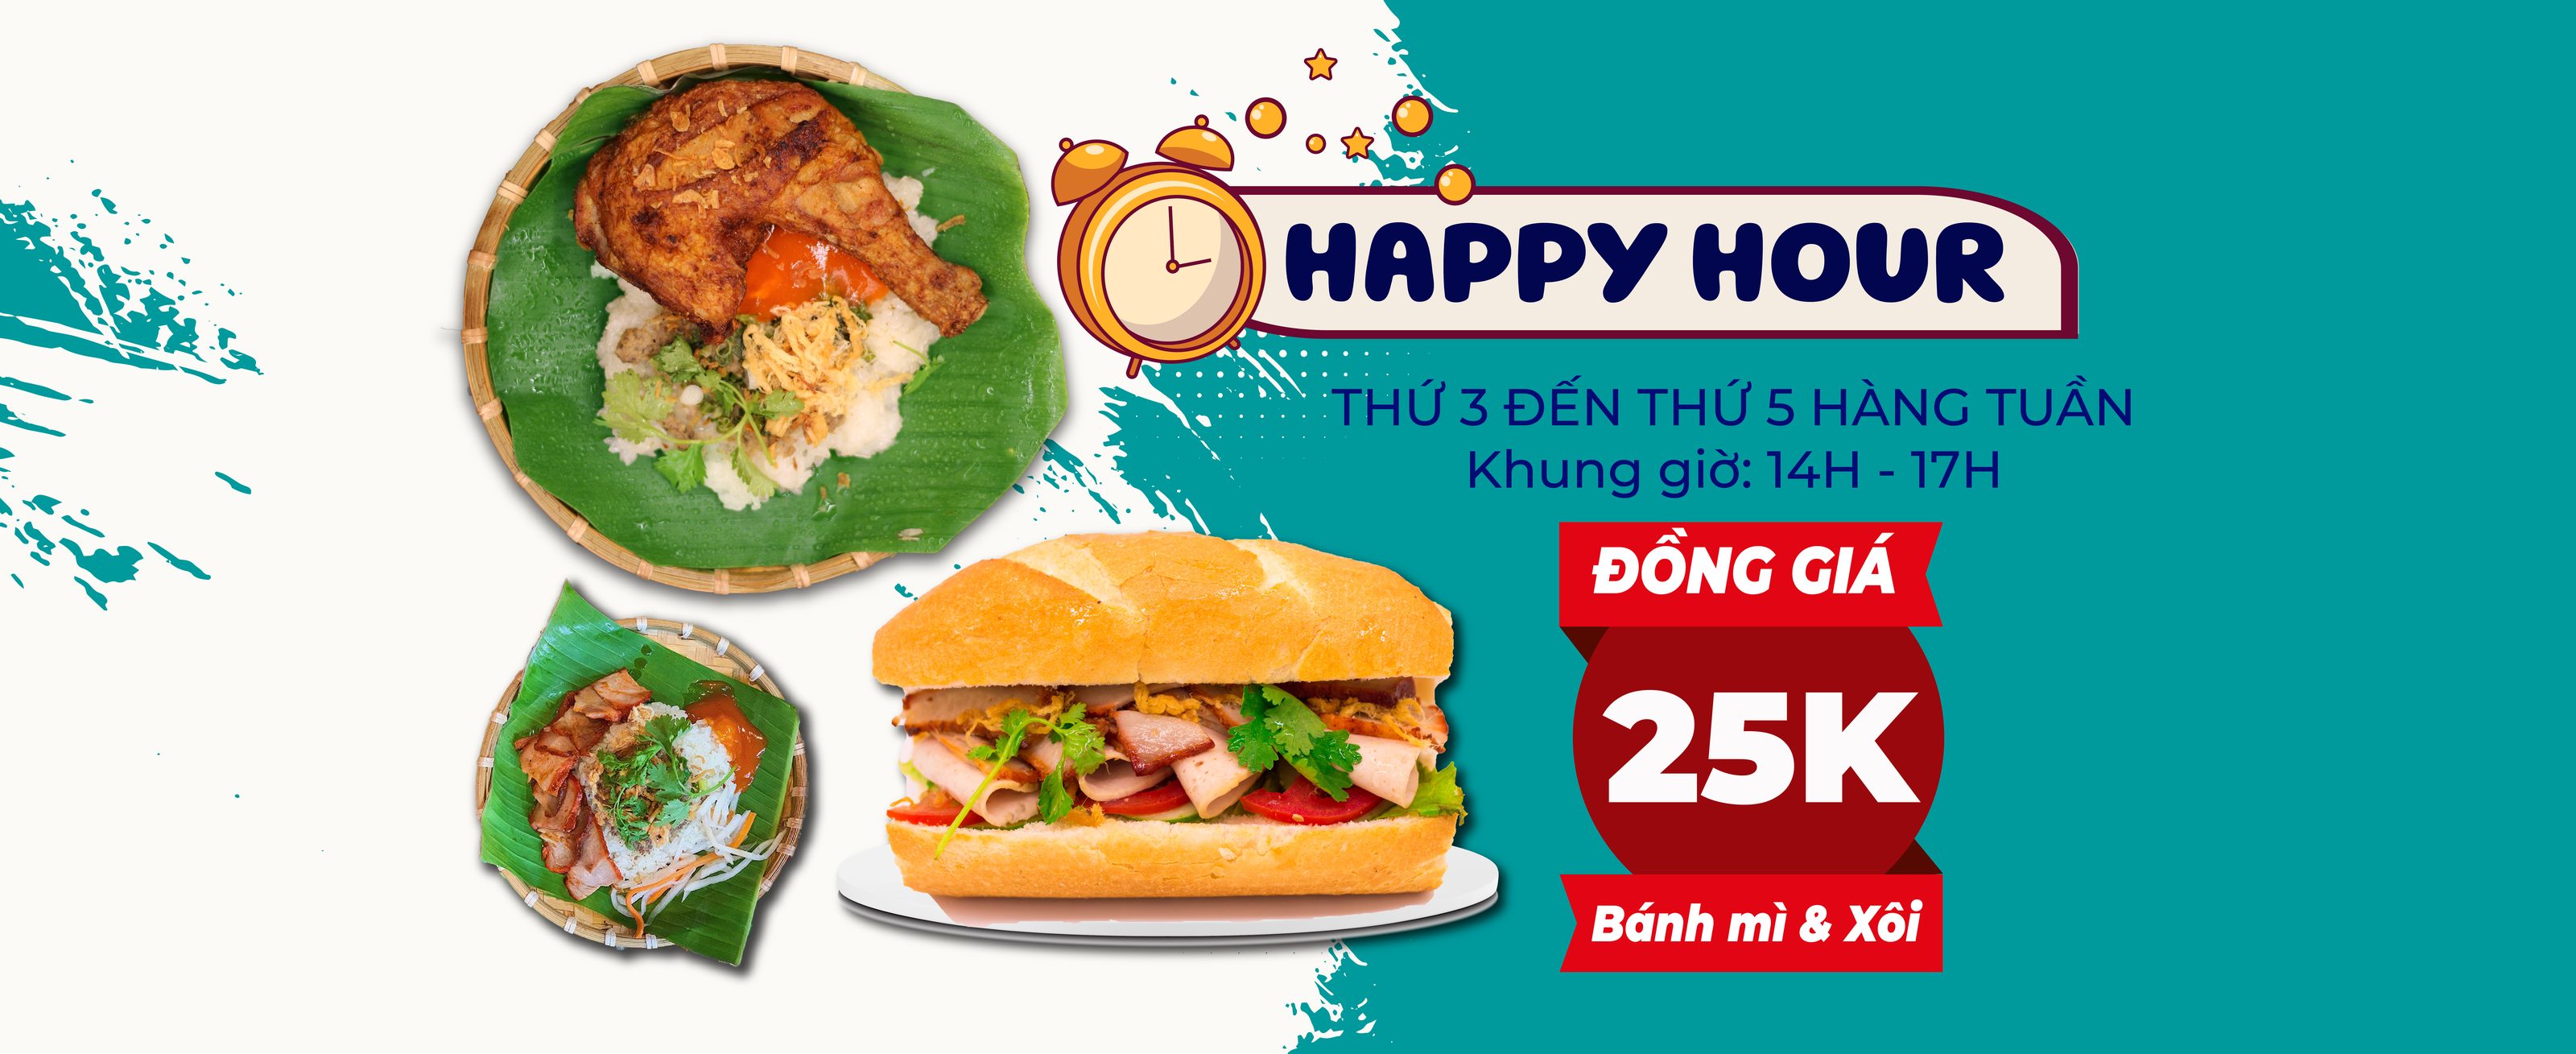 HAPPY HOUR
THỨ 3 ĐẾN THỨ 5 HÀNG TUẦN
Khung giờ: 14H - 17H
ĐỒNG GIÁ
25K
Bánh mì & Xôi